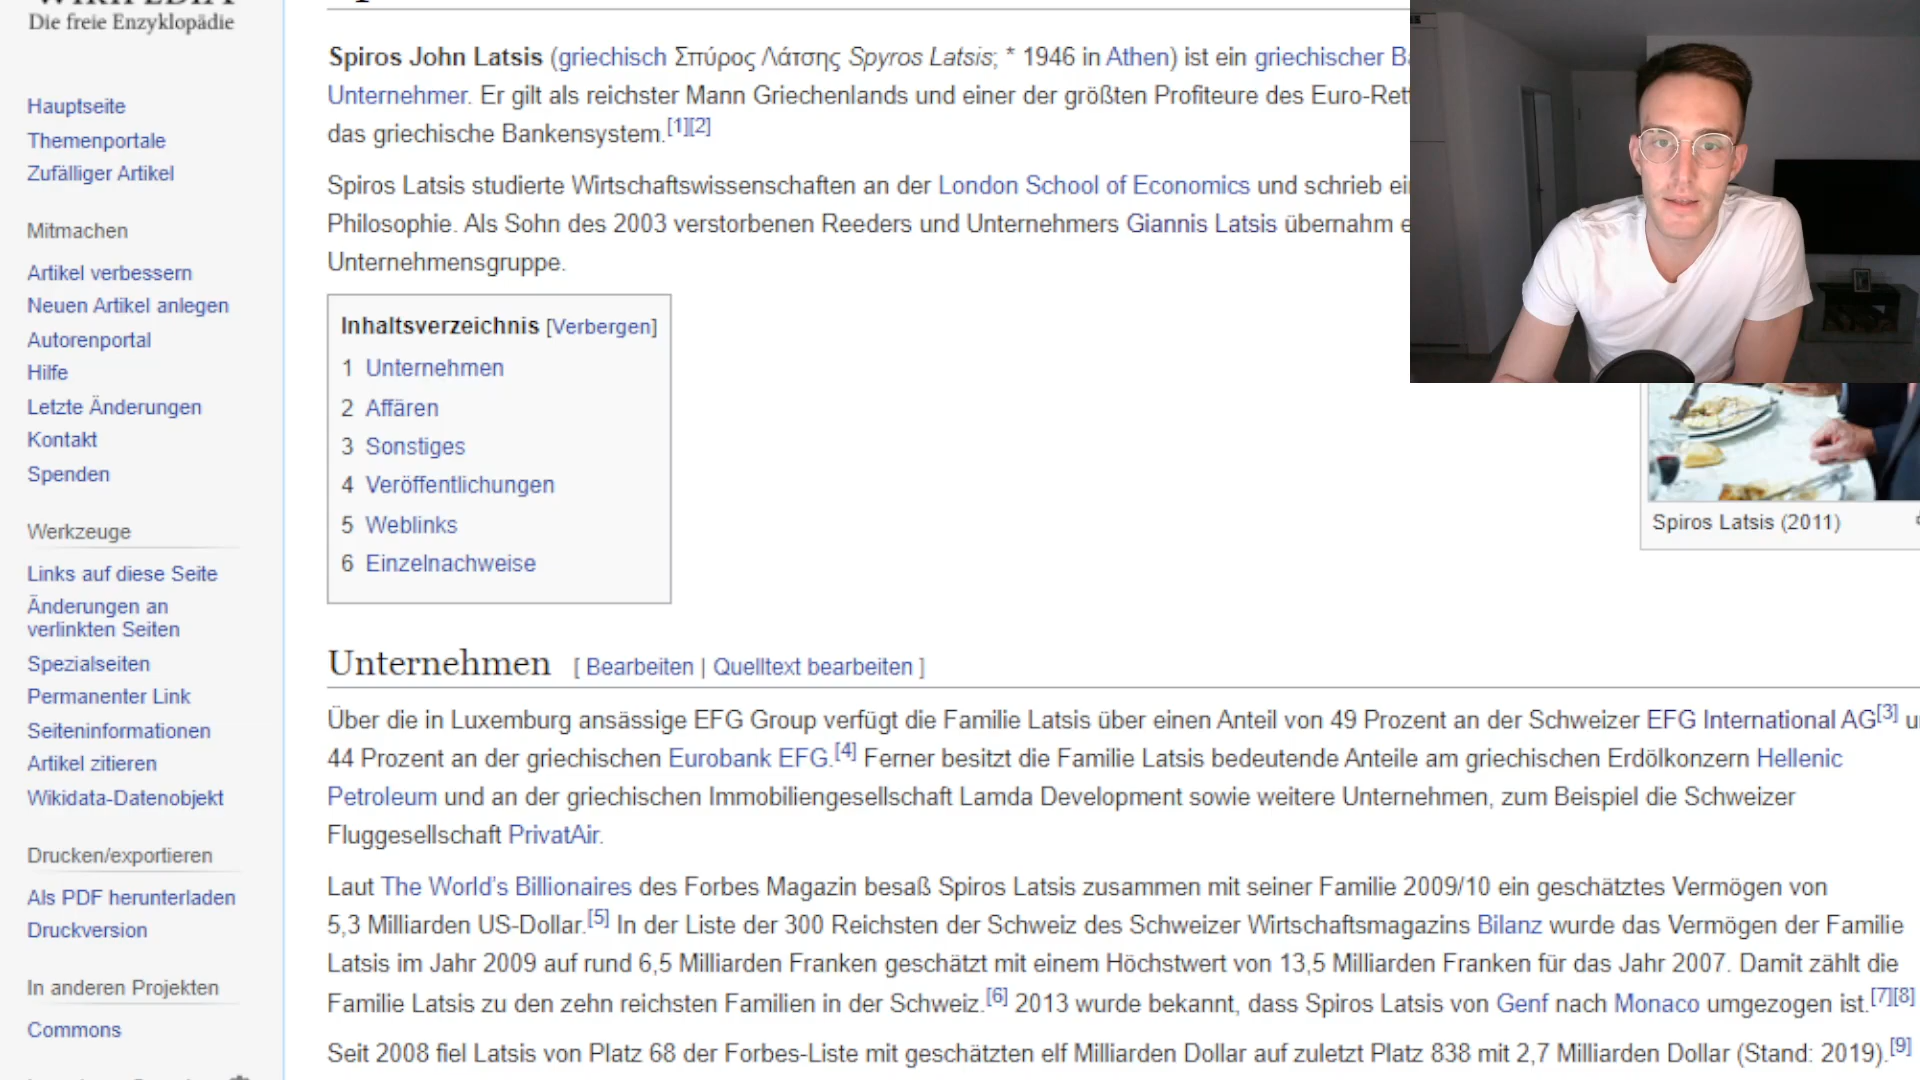 Die freie Enzyklopädie
Hauptseite
Themenportale
Zufälliger Artikel
Mitmachen
Artikel verbessern
Neuen Artikel anlegen
Autorenportal
Hilfe
Letzte Änderungen
Kontakt
Spenden
Werkzeuge
Links auf diese Seite
Änderungen an
verlinkten Seiten
Spezialseiten
Permanenter Link
Seiteninformationen
Artikel zitieren
Wikidata-Datenobjekt
Drucken/exportieren
Als PDF herunterladen
Druckversion
In anderen Projekten
Commons
Spiros John Latsis (griechisch Σπύρος Λάτσης Spyros Latsis; * 1946 in Athen) ist ein griechischer
Unternehmer. Er gilt als reichster Mann Griechenlands und einer der größten Profiteure des
das griechische Bankensystem.[1][2]
Spiros Latsis studierte Wirtschaftswissenschaften an der London School of Economics und schrieb
Philosophie. Als Sohn des 2003 verstorbenen Reeders und Unternehmers Giannis Latsis übernahm
Unternehmensgruppe.
Inhaltsverzeichnis [Verbergen]
1 Unternehmen
2 Affären
3 Sonstiges
4 Veröffentlichungen
5 Weblinks
6 Einzelnachweise
Spiros Latsis (2011)
Unternehmen [ Bearbeiten | Quelltext bearbeiten ]
Über die in Luxemburg ansässige EFG Group verfügt die Familie Latsis über einen Anteil von 49 Prozent an der Schweizer EFG International AG[3]
44 Prozent an der griechischen Eurobank EFG.[4] Ferner besitzt die Familie Latsis bedeutende Anteile am griechischen Erdölkonzern Hellenic
Petroleum und an der griechischen Immobiliengesellschaft Lamda Development sowie weitere Unternehmen, zum Beispiel die Schweizer
Fluggesellschaft PrivatAir.
Laut The World's Billionaires des Forbes Magazin besaß Spiros Latsis zusammen mit seiner Familie 2009/10 ein geschätztes Vermögen von
5,3 Milliarden US-Dollar.[5] In der Liste der 300 Reichsten der Schweiz des Schweizer Wirtschaftsmagazins Bilanz wurde das Vermögen der Familie
Latsis im Jahr 2009 auf rund 6,5 Milliarden Franken geschätzt mit einem Höchstwert von 13,5 Milliarden Franken für das Jahr 2007. Damit zählt die
Familie Latsis zu den zehn reichsten Familien in der Schweiz.[6] 2013 wurde bekannt, dass Spiros Latsis von Genf nach Monaco umgezogen ist.[7][8]
Seit 2008 fiel Latsis von Platz 68 der Forbes-Liste mit geschätzten elf Milliarden Dollar auf zuletzt Platz 838 mit 2,7 Milliarden Dollar (Stand: 2019).[9]